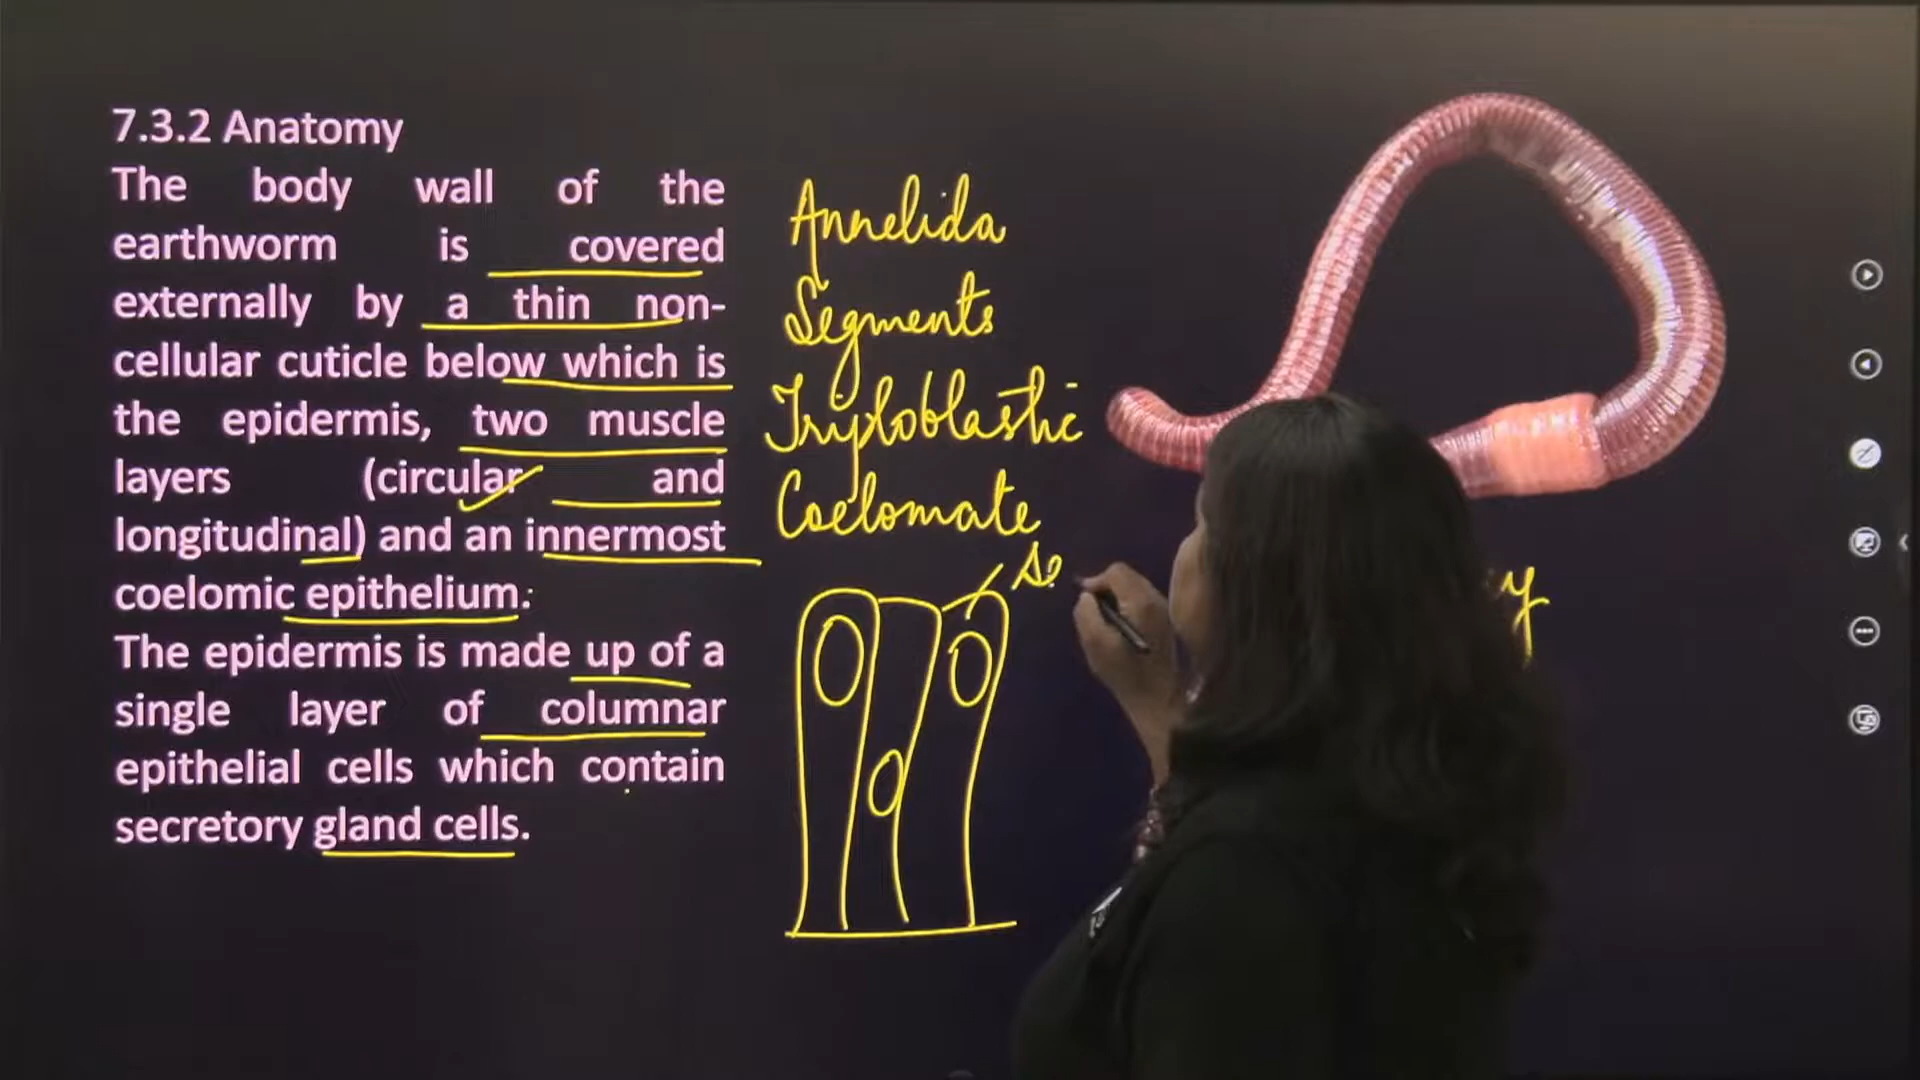 7.3.2 Anatomy
The body wall of the
earthworm is covered
externally by a thin non-
cellular cuticle below which is
the epidermis, two muscle
layers (circular and
longitudinal) and an innermost
coelomic epithelium.
The epidermis is made up of a
single layer of columnar
epithelial cells which contain
secretory gland cells.
Annelida
Segments
Tryploblastic
Coelomate
se
y